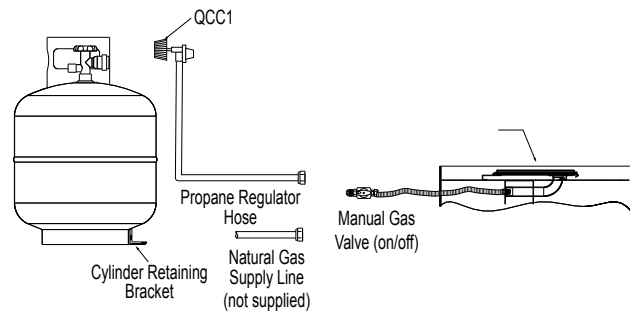 QCC1
Propane Regulator
Hose
Manual Gas
Valve (on/off)
Cylinder Retaining
Bracket
Natural Gas
Supply Line
(not supplied)